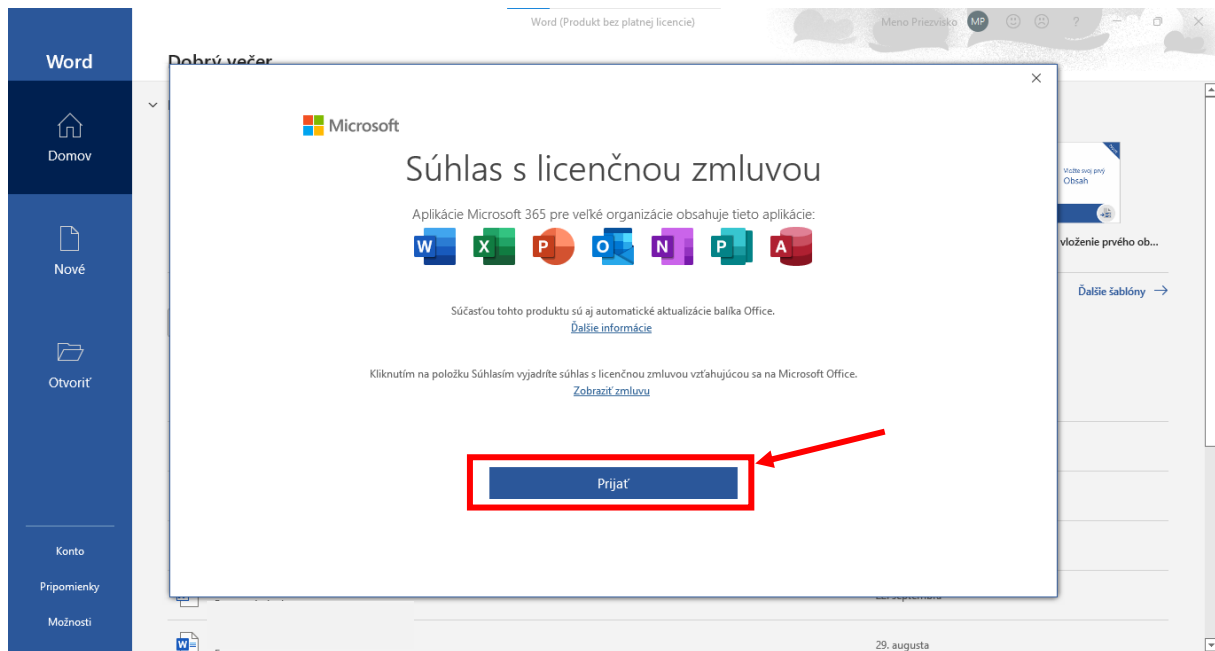 Word (Produkt bez platnej licencie)
Meno Priezvisko MP ?
Word
Dobrý večer
Domov
Nové
Otvoriť
Konto
Pripomienky
Možnosti
Microsoft
Súhlas s licenčnou zmluvou
Aplikácie Microsoft 365 pre veľké organizácie obsahuje tieto aplikácie:
W X P O N P A
Súčasťou tohto produktu sú aj automatické aktualizácie balíka Office.
Ďalšie informácie
Kliknutím na položku Súhlasím vyjadríte súhlas s licenčnou zmluvou vzťahujúcou sa na Microsoft Office.
Zobraziť zmluvu
Prijať
Vložte svoj prvý
Obsah
vloženie prvého ob...
Ďalšie šablóny
29. augusta